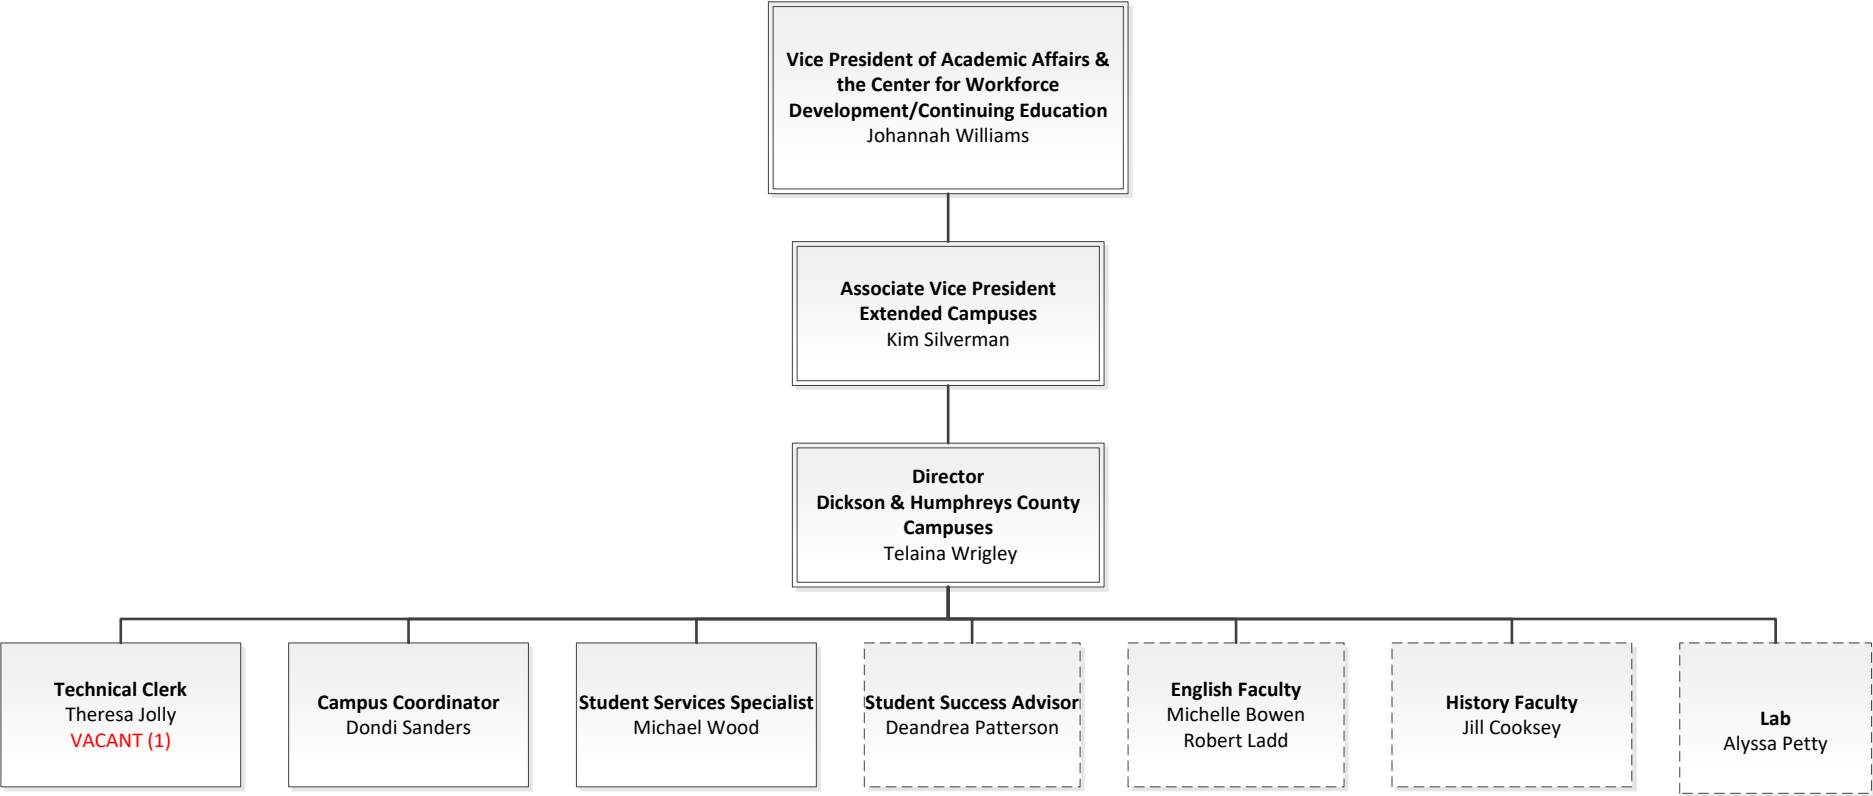 Vice President of Academic Affairs &
the Center for Workforce
Development/Continuing Education
Johannah Williams
Associate Vice President
Extended Campuses
Kim Silverman
Director
Dickson & Humphreys County
Campuses
Telaina Wrigley
Technical Clerk
Theresa Jolly
VACANT (1)
Campus Coordinator
Dondi Sanders
Student Services Specialist
Michael Wood
Student Success Advisor
Deandrea Patterson
English Faculty
Michelle Bowen
Robert Ladd
History Faculty
Jill Cooksey
Lab
Alyssa Petty